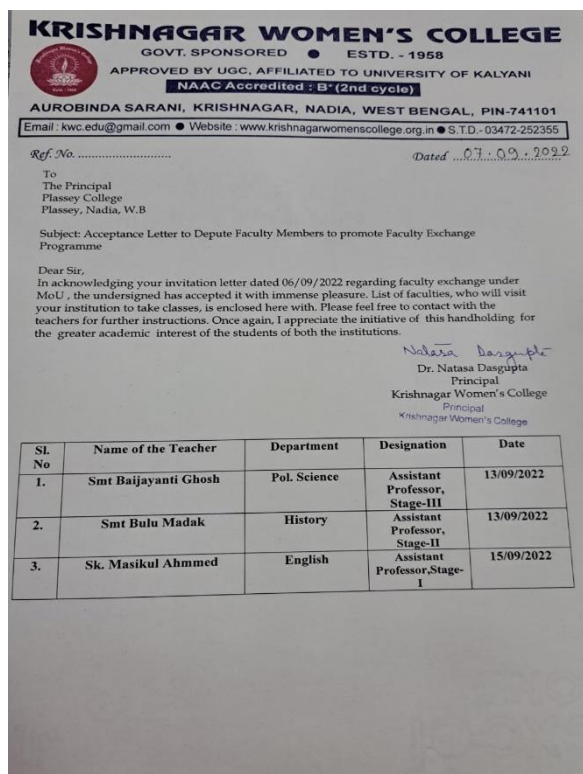 KRISHNAGAR WOMEN'S COLLEGE
GOVT. SPONSORED ● ESTD. - 1958
APPROVED BY UGC, AFFILIATED TO UNIVERSITY OF KALYANI
NAAC Accredited : B+ (2nd cycle)
AUROBINDA SARANI, KRISHNAGAR, NADIA, WEST BENGAL, PIN-741101
Email : kwc.edu@gmail.com ● Website : www.krishnagarwomenscollege.org.in ● S.T.D.- 03472-252355
Ref. No. ............................ Dated ...07.09.2022
To
The Principal
Plassey College
Plassey, Nadia, W.B
Subject: Acceptance Letter to Depute Faculty Members to promote Faculty Exchange
Programme
Dear Sir,
In acknowledging your invitation letter dated 06/09/2022 regarding faculty exchange under
MoU , the undersigned has accepted it with immense pleasure. List of faculties, who will visit
your institution to take classes, is enclosed here with. Please feel free to contact with the
teachers for further instructions. Once again, I appreciate the initiative of this handholding for
the greater academic interest of the students of both the institutions.
Natasa Dasgupta
Dr. Natasa Dasgupta
Principal
Krishnagar Women's College
Principal
Krishnagar Women's College
Sl. No Name of the Teacher Department Designation Date
1. Smt Baijayanti Ghosh Pol. Science Assistant Professor, Stage-III 13/09/2022
2. Smt Bulu Madak History Assistant Professor, Stage-II 13/09/2022
3. Sk. Masikul Ahmmed English Assistant Professor,Stage-I 15/09/2022